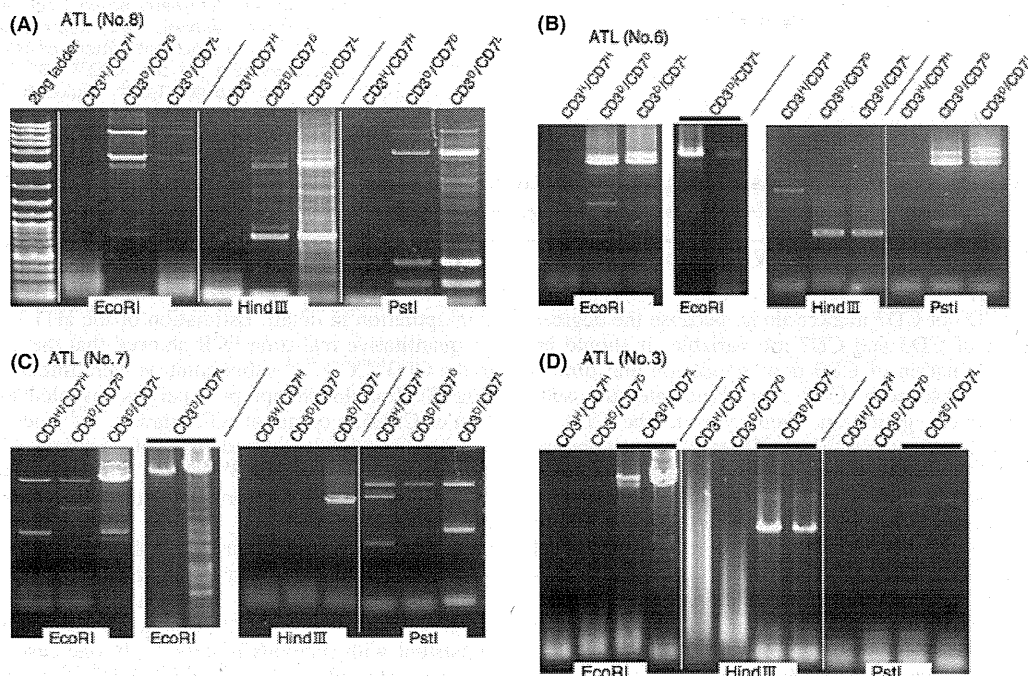 (A) ATL (No.8)
2log ladder
CD3H/CD7H
CD3D/CD7D
CD3D/CD7L
CD3H/CD7H
CD3D/CD7D
CD3D/CD7L
CD3H/CD7H
CD3D/CD7D
CD3D/CD7L
EcoRI
HindIII
PstI
(B)
ATL (No.6)
CD3H/CD7H
CD3D/CD7D
CD3D/CD7L
CD3D/CD7L
CD3H/CD7H
CD3D/CD7D
CD3D/CD7L
CD3H/CD7H
CD3D/CD7D
CD3D/CD7L
EcoRI
EcoRI
HindIII
PstI
(C)
ATL (No.7)
CD3H/CD7H
CD3D/CD7D
CD3D/CD7L
CD3D/CD7L
CD3H/CD7H
CD3D/CD7D
CD3D/CD7L
CD3H/CD7H
CD3D/CD7D
CD3D/CD7L
EcoRI
EcoRI
HindIII
PstI
(D)
ATL (No.3)
CD3H/CD7H
CD3D/CD7D
CD3D/CD7L
CD3H/CD7H
CD3D/CD7D
CD3D/CD7L
CD3H/CD7H
CD3D/CD7D
CD3D/CD7L
EcoRI
HindIII
PstI